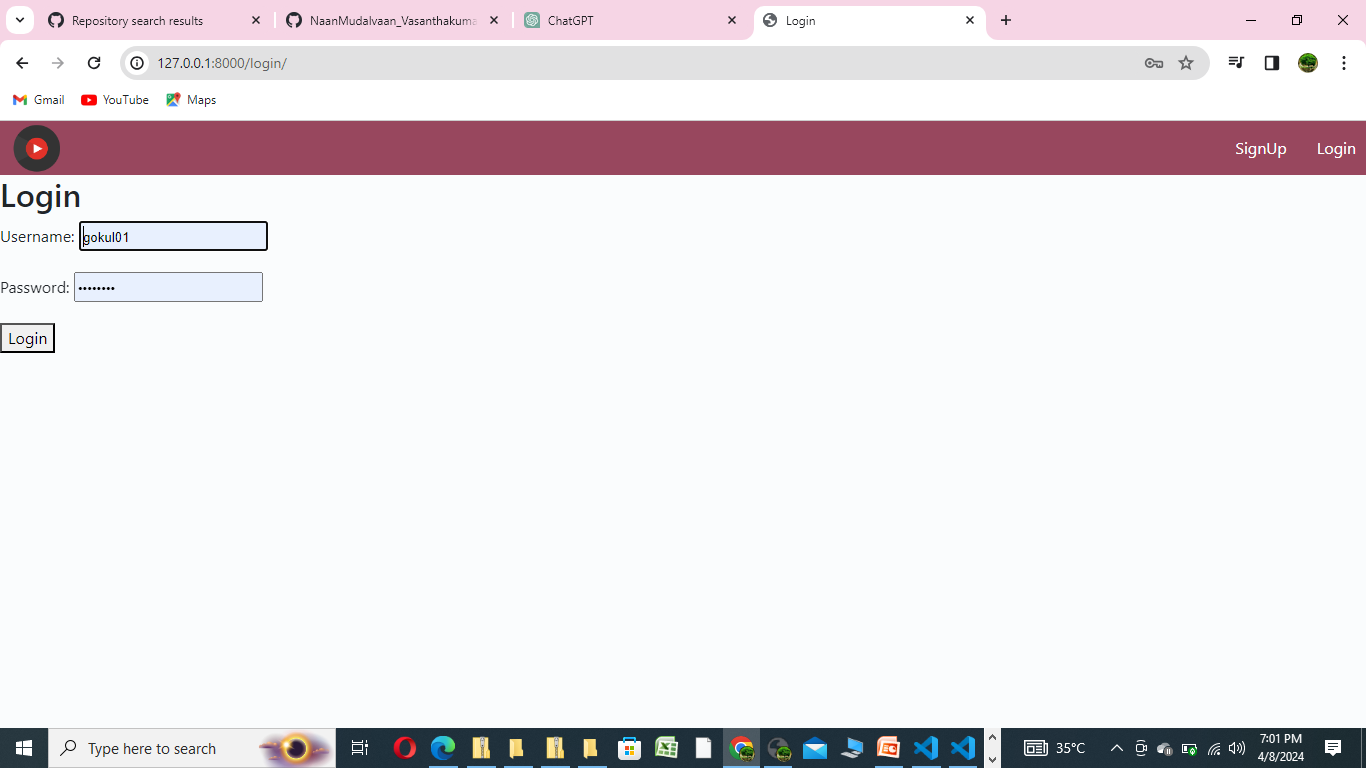 Repository search results
NaanMudalvaan_Vasanthakuma
ChatGPT
Login
127.0.0.1:8000/login/
Gmail
YouTube
Maps
SignUp
Login
Login
Username: gokul01
Password: ••••••••
Login
Type here to search
35°C
7:01 PM
4/8/2024